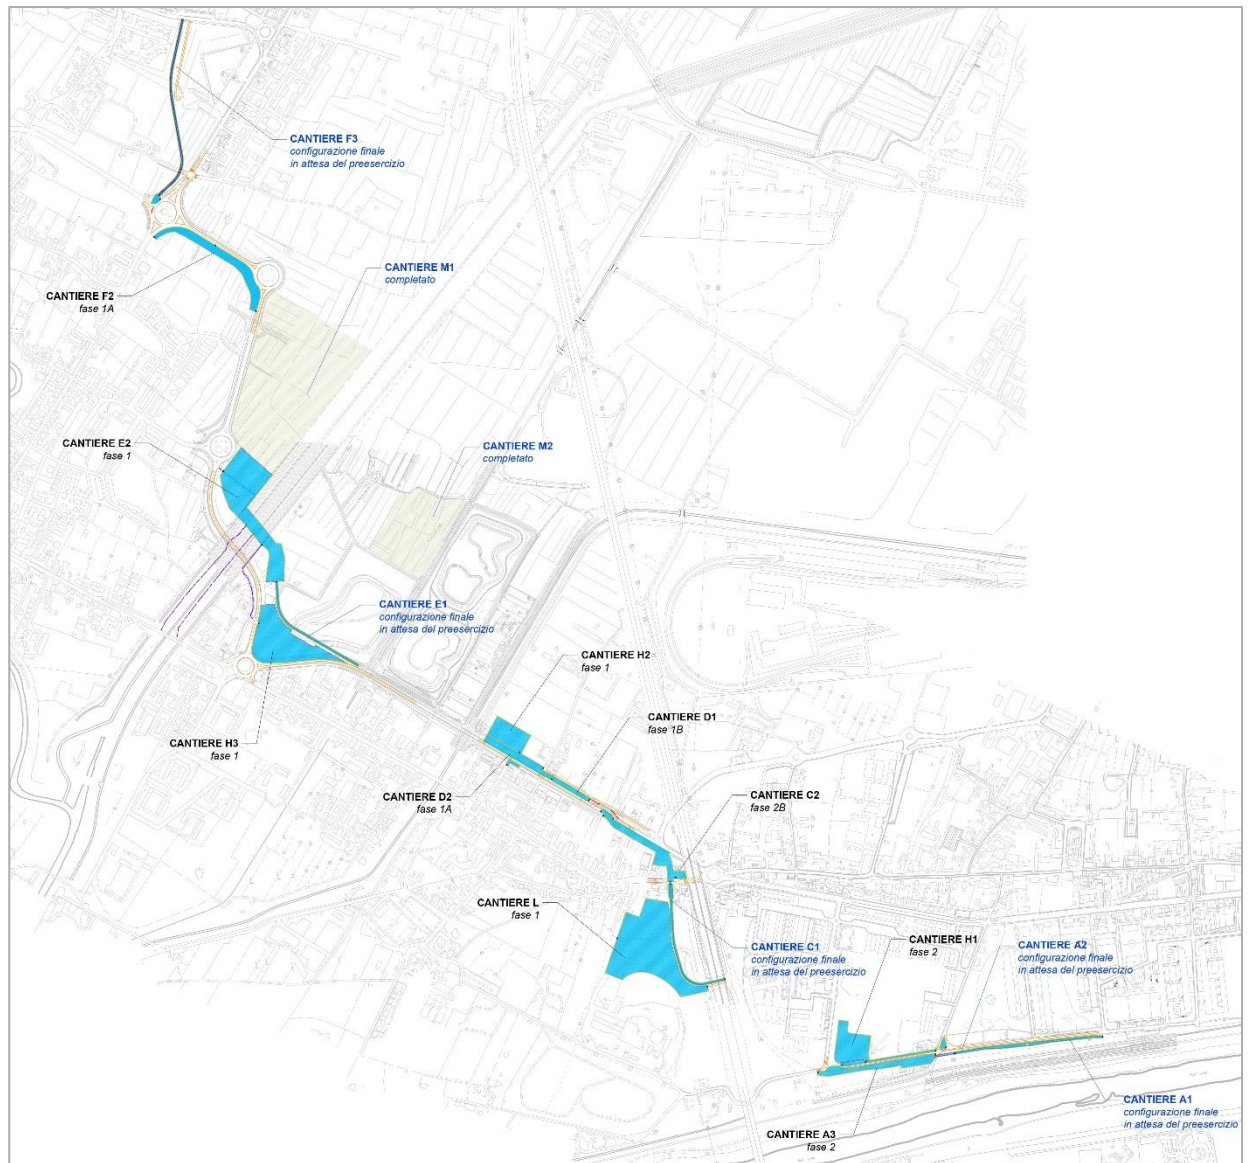 CANTIERE F3
configurazione finale
in attesa del preesercizio
CANTIERE M1
completato
CANTIERE F2
fase 1A
CANTIERE E2
fase 1
CANTIERE M2
completato
CANTIERE E1
configurazione finale
in attesa del preesercizio
CANTIERE H2
fase 1
CANTIERE D1
fase 1B
CANTIERE H3
fase 1
CANTIERE D2
fase 1A
CANTIERE C2
fase 2B
CANTIERE L
fase 1
CANTIERE C1
configurazione finale
in attesa del preesercizio
CANTIERE H1
fase 2
CANTIERE A2
configurazione finale
in attesa del preesercizio
CANTIERE A1
configurazione finale
in attesa del preesercizio
CANTIERE A3
fase 2